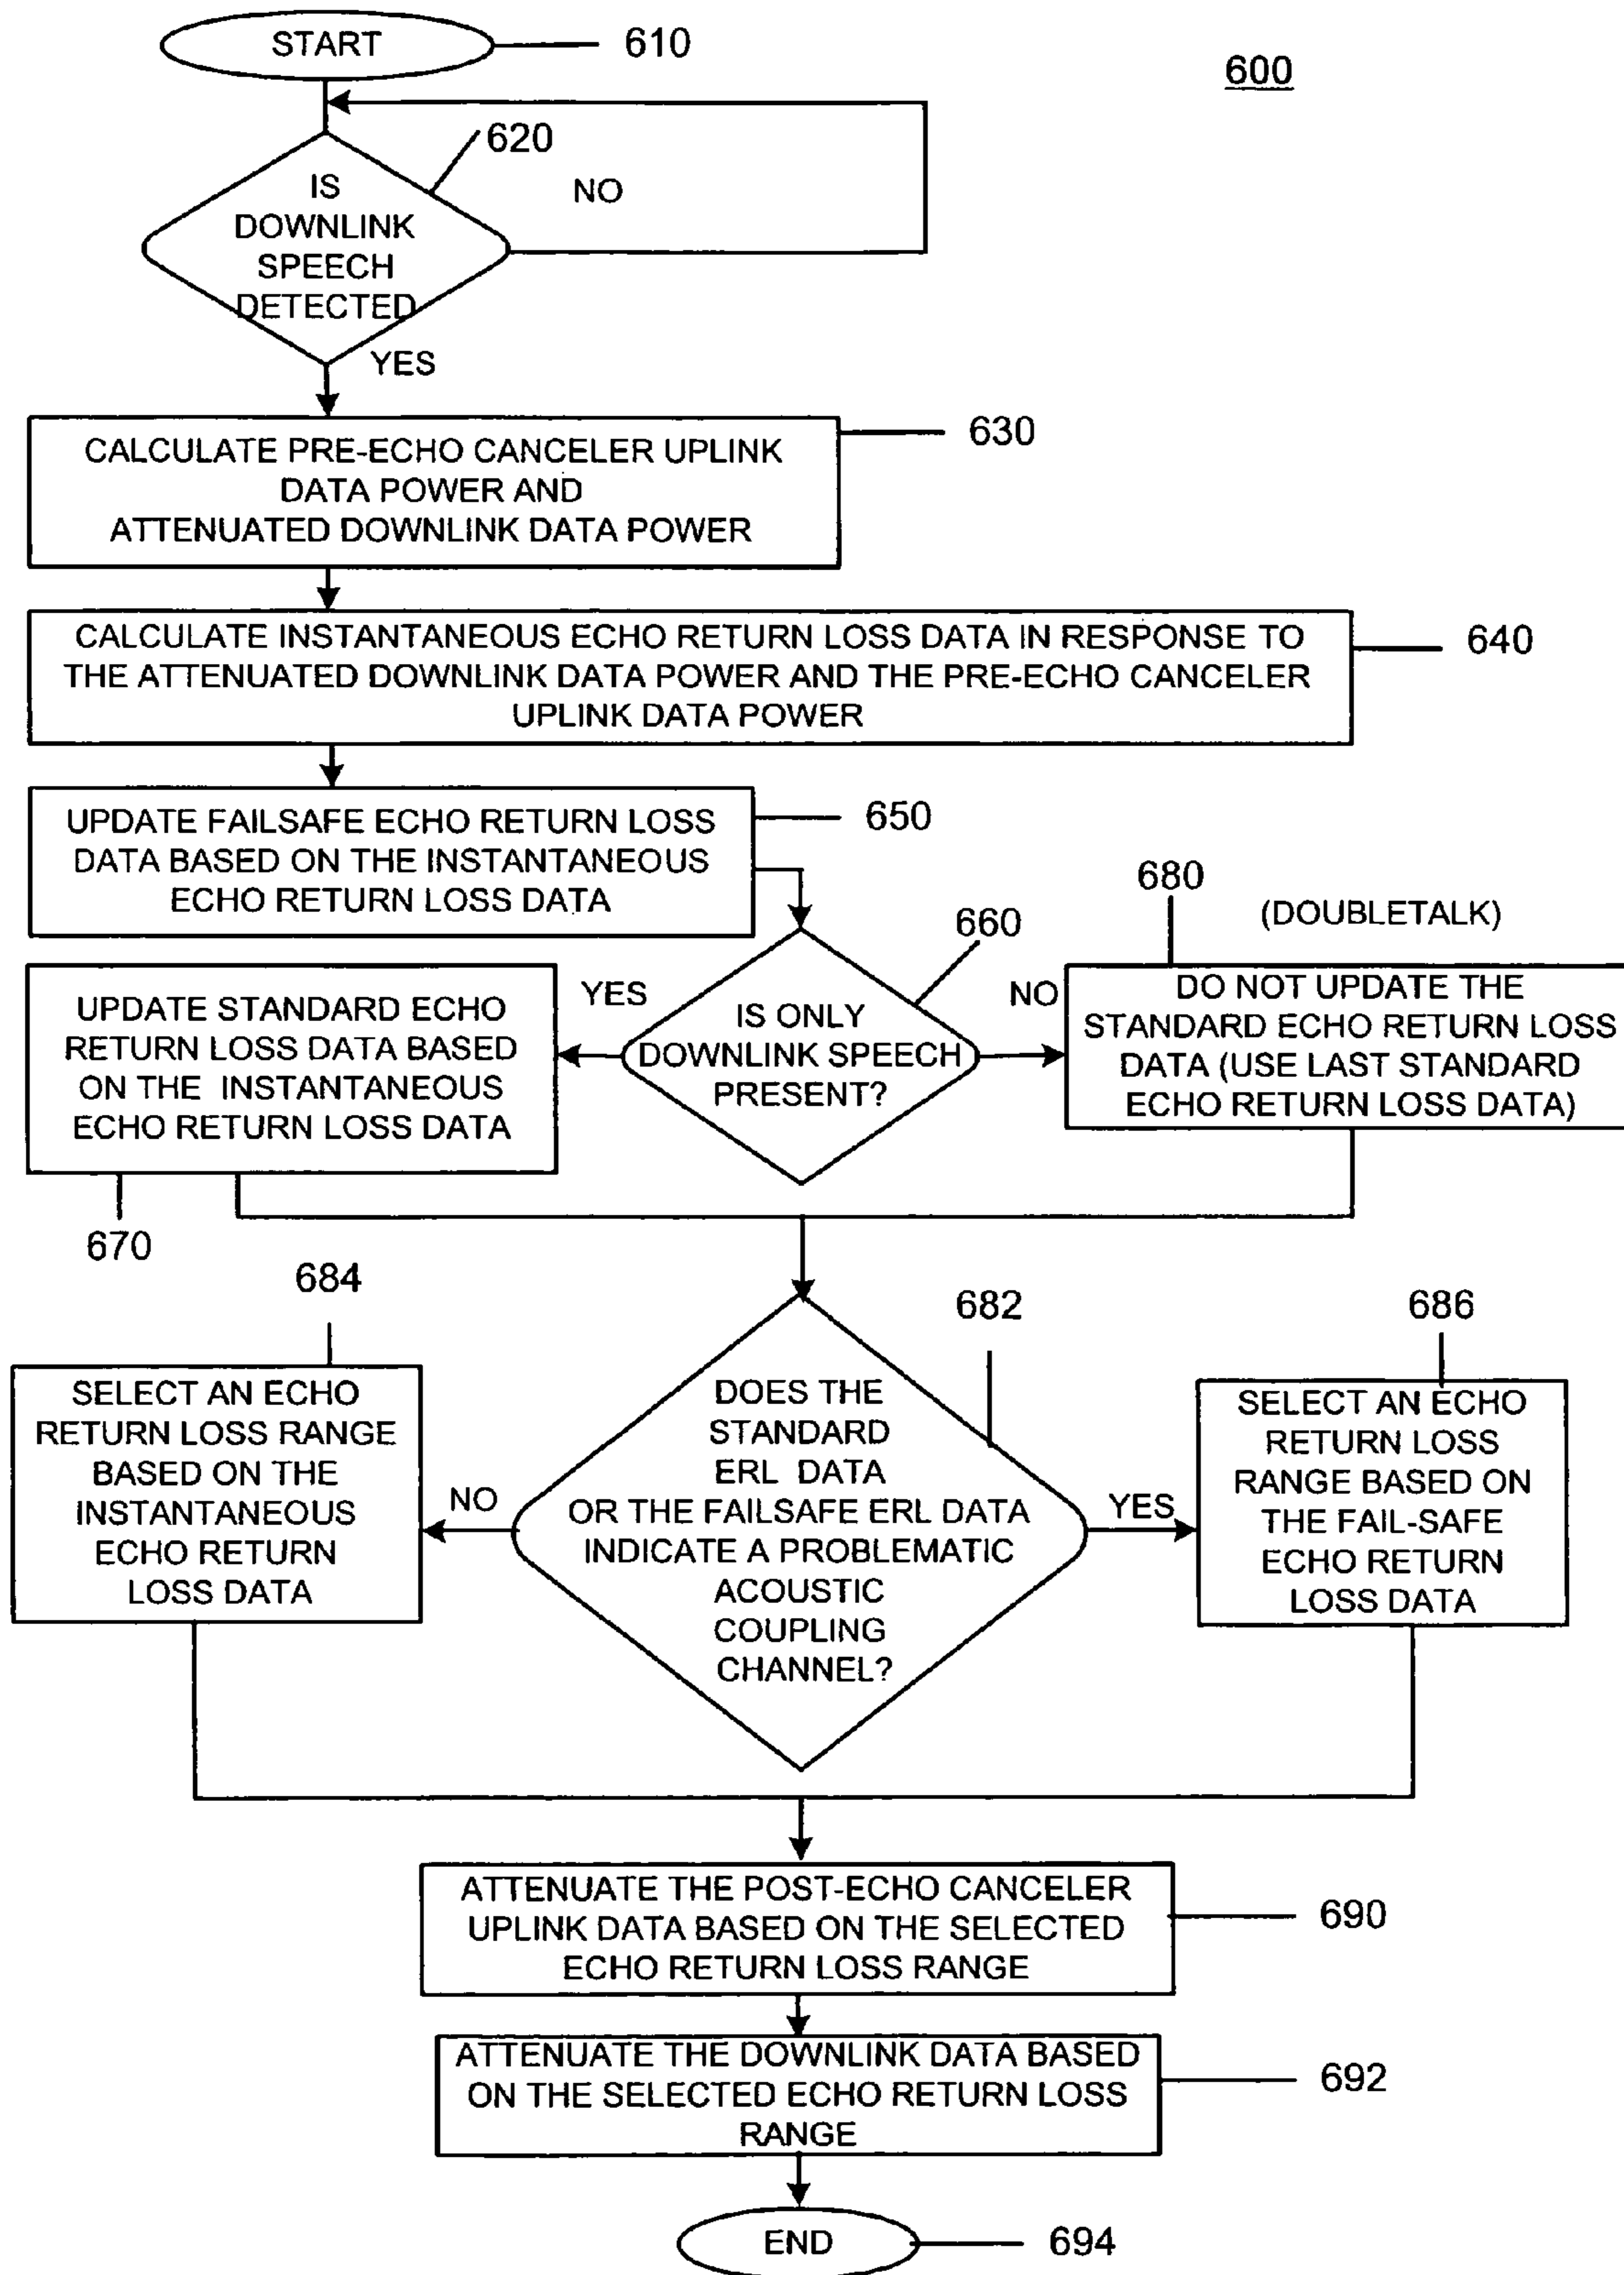 START
610
600
620
IS
DOWNLINK
SPEECH
DETECTED
NO
YES
630
CALCULATE PRE-ECHO CANCELER UPLINK
DATA POWER AND
ATTENUATED DOWNLINK DATA POWER
CALCULATE INSTANTANEOUS ECHO RETURN LOSS DATA IN RESPONSE TO
THE ATTENUATED DOWNLINK DATA POWER AND THE PRE-ECHO CANCELER
UPLINK DATA POWER
640
UPDATE FAILSAFE ECHO RETURN LOSS
DATA BASED ON THE INSTANTANEOUS
ECHO RETURN LOSS DATA
650
660
680
(DOUBLETALK)
UPDATE STANDARD ECHO
RETURN LOSS DATA BASED
ON THE INSTANTANEOUS
ECHO RETURN LOSS DATA
YES
IS ONLY
DOWNLINK SPEECH
PRESENT?
NO
DO NOT UPDATE THE
STANDARD ECHO RETURN LOSS
DATA (USE LAST STANDARD
ECHO RETURN LOSS DATA)
670
684
682
686
SELECT AN ECHO
RETURN LOSS RANGE
BASED ON THE
INSTANTANEOUS
ECHO RETURN
LOSS DATA
NO
DOES THE
STANDARD
ERL DATA
OR THE FAILSAFE ERL DATA
INDICATE A PROBLEMATIC
ACOUSTIC
COUPLING
CHANNEL?
YES
SELECT AN ECHO
RETURN LOSS
RANGE BASED ON
THE FAIL-SAFE
ECHO RETURN
LOSS DATA
ATTENUATE THE POST-ECHO CANCELER
UPLINK DATA BASED ON THE SELECTED
ECHO RETURN LOSS RANGE
690
ATTENUATE THE DOWNLINK DATA BASED
ON THE SELECTED ECHO RETURN LOSS
RANGE
692
END
694